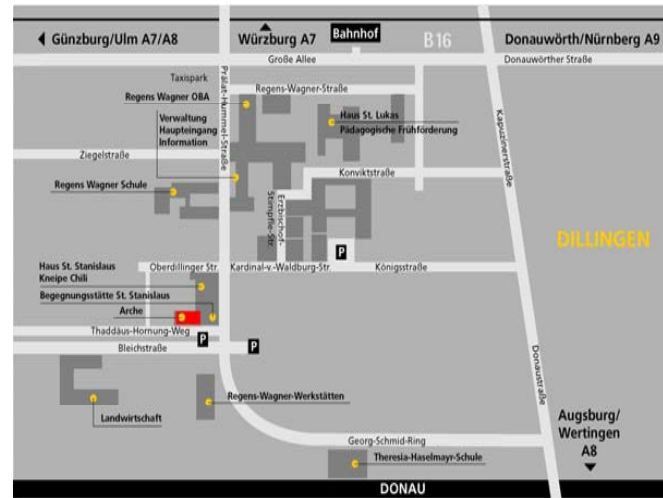 Günzburg/Ulm A7/A8
Würzburg A7
Bahnhof
B16
Donauwörth/Nürnberg A9
Große Allee
Donauwörther Straße
Taxispark
Prälat-Hummel-Straße
Regens-Wagner-Straße
Regens Wagner OBA
Verwaltung
Haupteingang
Information
Haus St. Lukas
Pädagogische Frühförderung
Kapuzinerstraße
Ziegelstraße
Konviktstraße
Regens Wagner Schule
Erzbischof-
Stimpfle-Str.
DILLINGEN
P
Haus St. Stanislaus
Kneipe Chili
Oberdillinger Str.
Kardinal-v.-Waldburg-Str.
Königsstraße
Begegnungsstätte St. Stanislaus
Arche
Thaddäus-Hornung-Weg
P
Bleichstraße
P
Donaustraße
Regens-Wagner-Werkstätten
Landwirtschaft
Augsburg/
Wertingen
A8
Georg-Schmid-Ring
Theresia-Haselmayr-Schule
DONAU